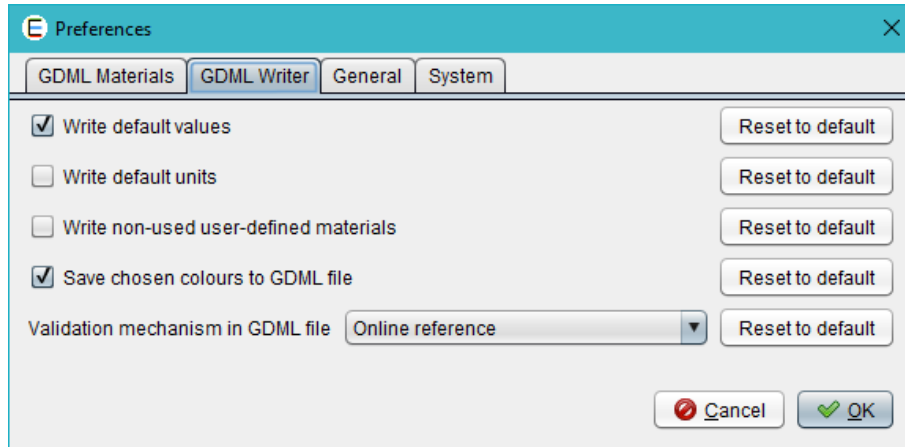 Preferences
GDML Materials GDML Writer General System
Write default values Reset to default
Write default units Reset to default
Write non-used user-defined materials Reset to default
Save chosen colours to GDML file Reset to default
Validation mechanism in GDML file Online reference Reset to default
Cancel OK